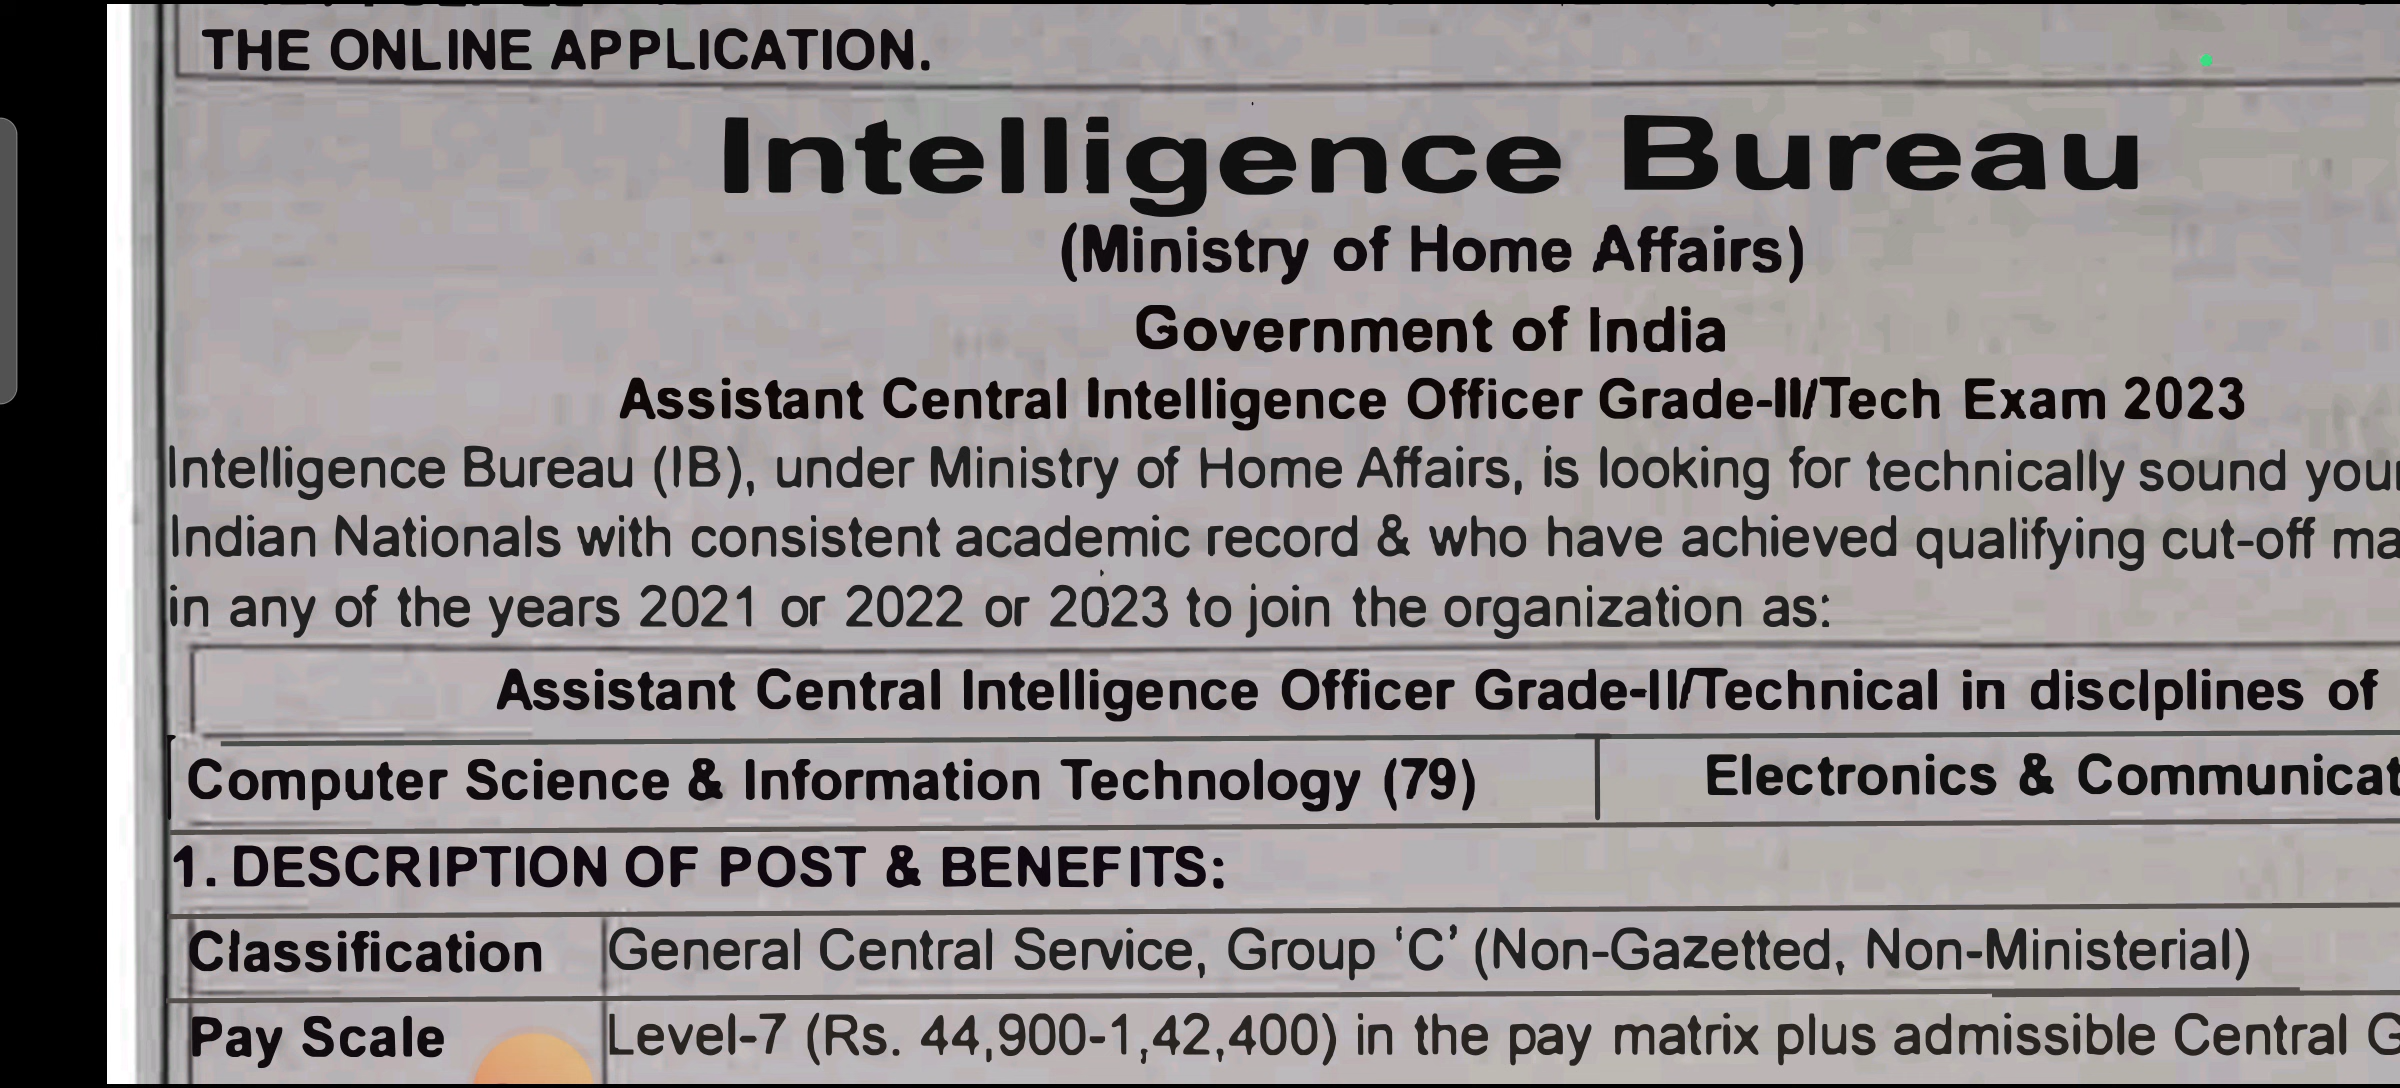 THE ONLINE APPLICATION.
Intelligence Bureau
(Ministry of Home Affairs)
Government of India
Assistant Central Intelligence Officer Grade-II/Tech Exam 2023
Intelligence Bureau (IB), under Ministry of Home Affairs, is looking for technically sound
Indian Nationals with consistent academic record & who have achieved qualifying cut-off
in any of the years 2021 or 2022 or 2023 to join the organization as:
Assistant Central Intelligence Officer Grade-II/Technical in disciplines of
Computer Science & Information Technology (79)
Electronics &
1. DESCRIPTION OF POST & BENEFITS:
Classification
General Central Service, Group 'C' (Non-Gazetted, Non-Ministerial)
Pay Scale
Level-7 (Rs. 44,900-1,42,400) in the pay matrix plus admissible Central